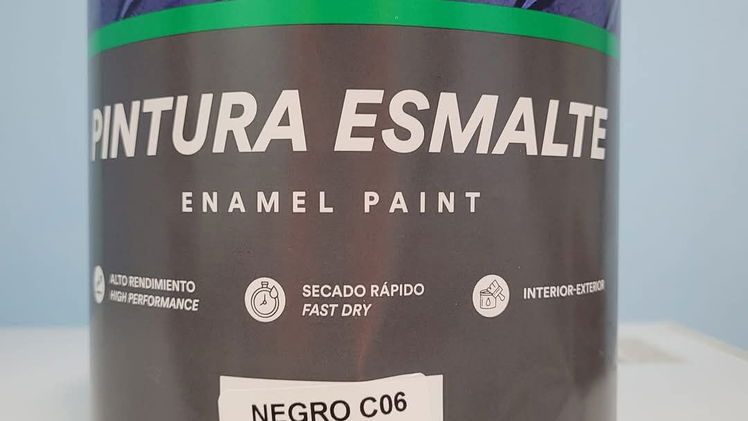 PINTURA ESMALTE
ENAMEL PAINT
ALTO RENDIMIENTO
HIGH PERFORMANCE
SECADO RÁPIDO
FAST DRY
INTERIOR-EXTERIOR
NEGRO C06